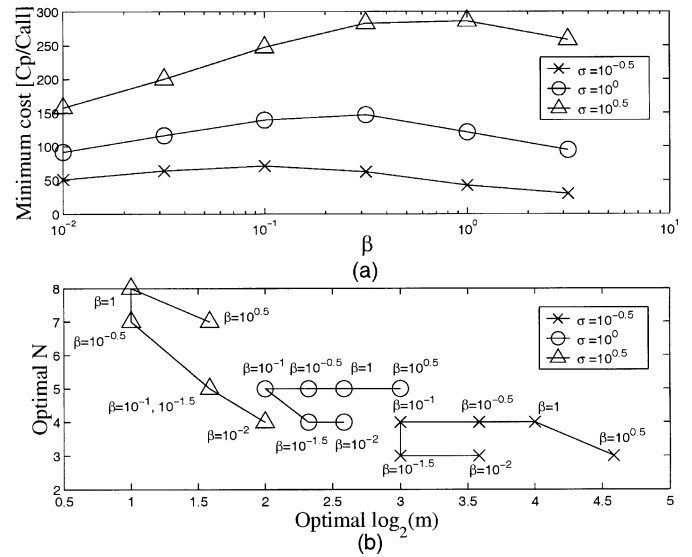 Minimum cost [Cp/Call]
300
250
200
150
100
50
0
σ =10^-0.5
σ =10^0
σ =10^0.5
10^-2
10^-1
10^0
10^1
β
(a)
Optimal N
8
7
6
5
4
3
2
β=1
β=10^0.5
β=10^-0.5
β=10^-1, 10^-1.5
β=10^-2
β=10^-1
β=10^-0.5
β=1
β=10^0.5
β=10^-1.5
β=10^-2
β=10^-1
β=10^-0.5
β=1
β=10^0.5
β=10^-1.5
β=10^-2
σ =10^-0.5
σ =10^0
σ =10^0.5
0.5
1
1.5
2
2.5
3
3.5
4
4.5
5
Optimal log2(m)
(b)